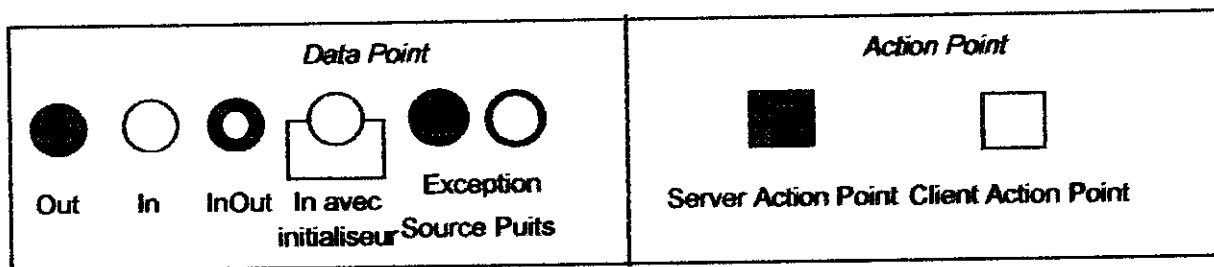 Data Point
Out In InOut In avec initialiseur Exception
Source Puits
Action Point
Server Action Point Client Action Point